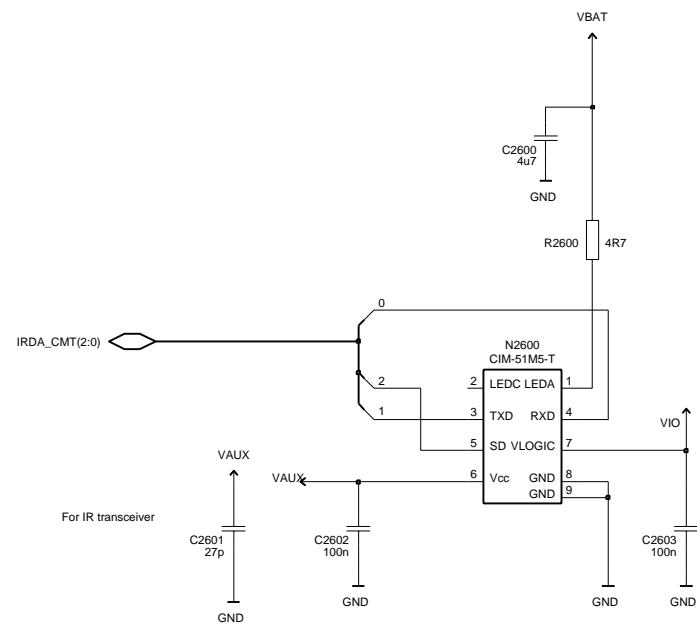 VBAT
C2600
4u7
GND
R2600 4R7
0
IRDA_CMT(2:0)
N2600
CIM-51M5-T
2 2 LEDC LEDA 1
1 3 TXD RXD 4
VIO
5 SD VLOGIC 7
VAUX
VAUX 6 Vcc GND 8
GND 9
For IR transceiver
C2601
27p
C2602
100n
C2603
100n
GND
GND
GND
GND